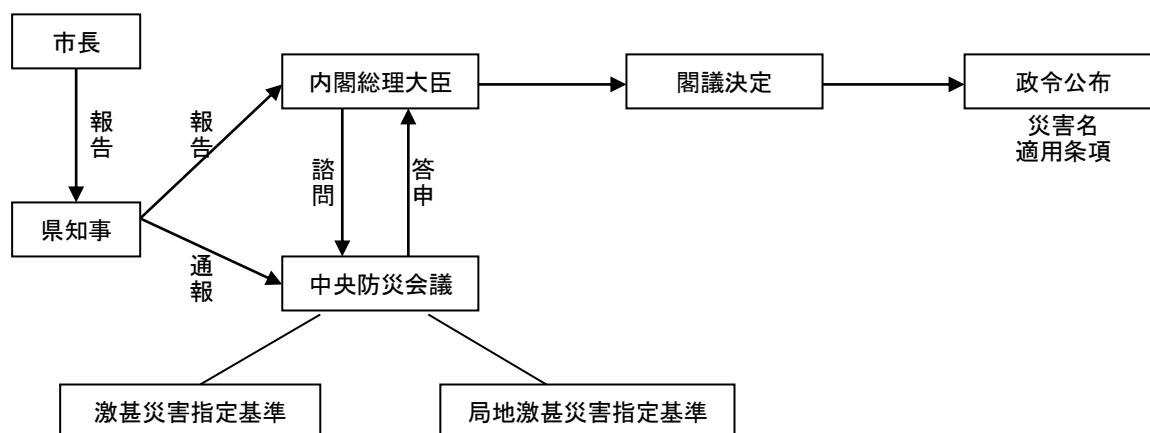 市長
報告
県知事
報告
通報
内閣総理大臣
諮問
答申
中央防災会議
激甚災害指定基準
局地激甚災害指定基準
閣議決定
政令公布
災害名
適用条項